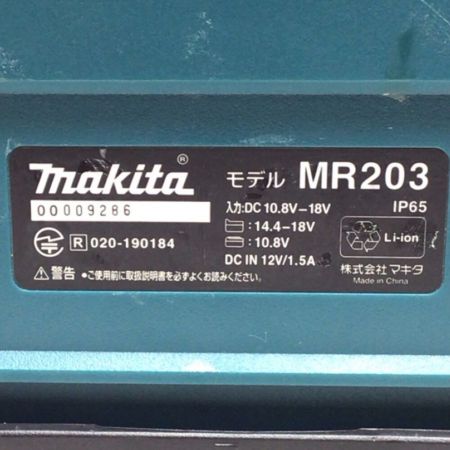 makita®
モデル MR203
00009286
入力:DC 10.8V-18V
IP65
:14.4-18V
:10.8V
DC IN 12V/1.5A
R 020-190184
Li-ion
⚠警告 •ご使用前に取扱説明書を必ずよくお読みください。
株式会社マキタ
Made in China